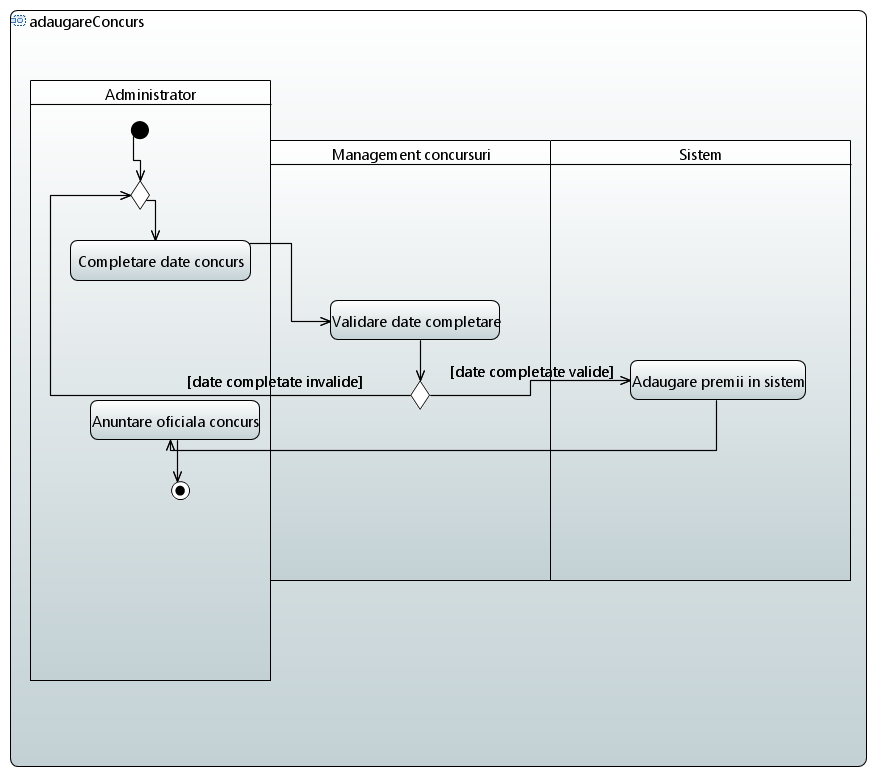 adaugareConcurs
Administrator
Management concursuri
Sistem
Completare date concurs
Validare date completare
[date completate invalide]
[date completate valide]
Adaugare premii in sistem
Anuntare oficiala concurs